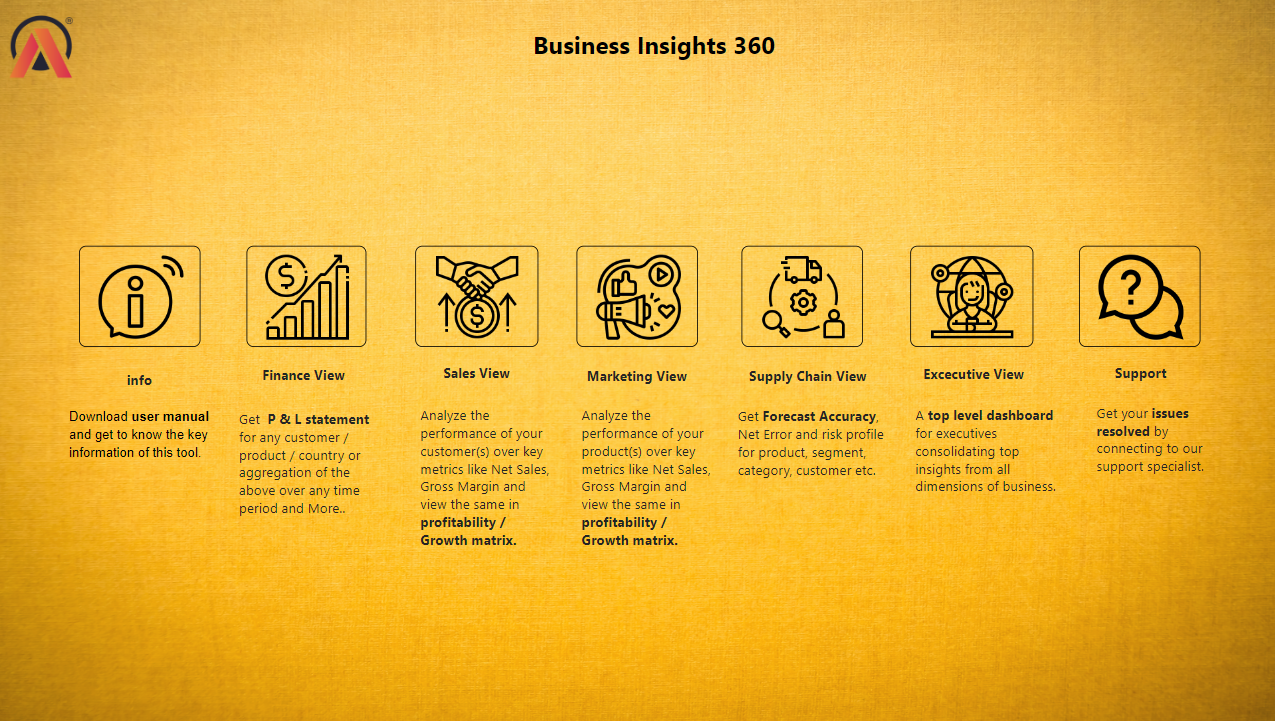 ®
Business Insights 360
info
Download user manual
and get to know the key
information of this tool.
Finance View
Get  P & L statement
for any customer /
product / country or
aggregation of the
above over any time
period and More..
Sales View
Analyze the
performance of your
customer(s) over key
metrics like Net Sales,
Gross Margin and
view the same in
profitability /
Growth matrix.
Marketing View
Analyze the
performance of your
product(s) over key
metrics like Net Sales,
Gross Margin and
view the same in
profitability /
Growth matrix.
Supply Chain View
Get Forecast Accuracy,
Net Error and risk profile
for product, segment,
category, customer etc.
Excecutive View
A top level dashboard
for executives
consolidating top
insights from all
dimensions of business.
Support
Get your issues
resolved by
connecting to our
support specialist.